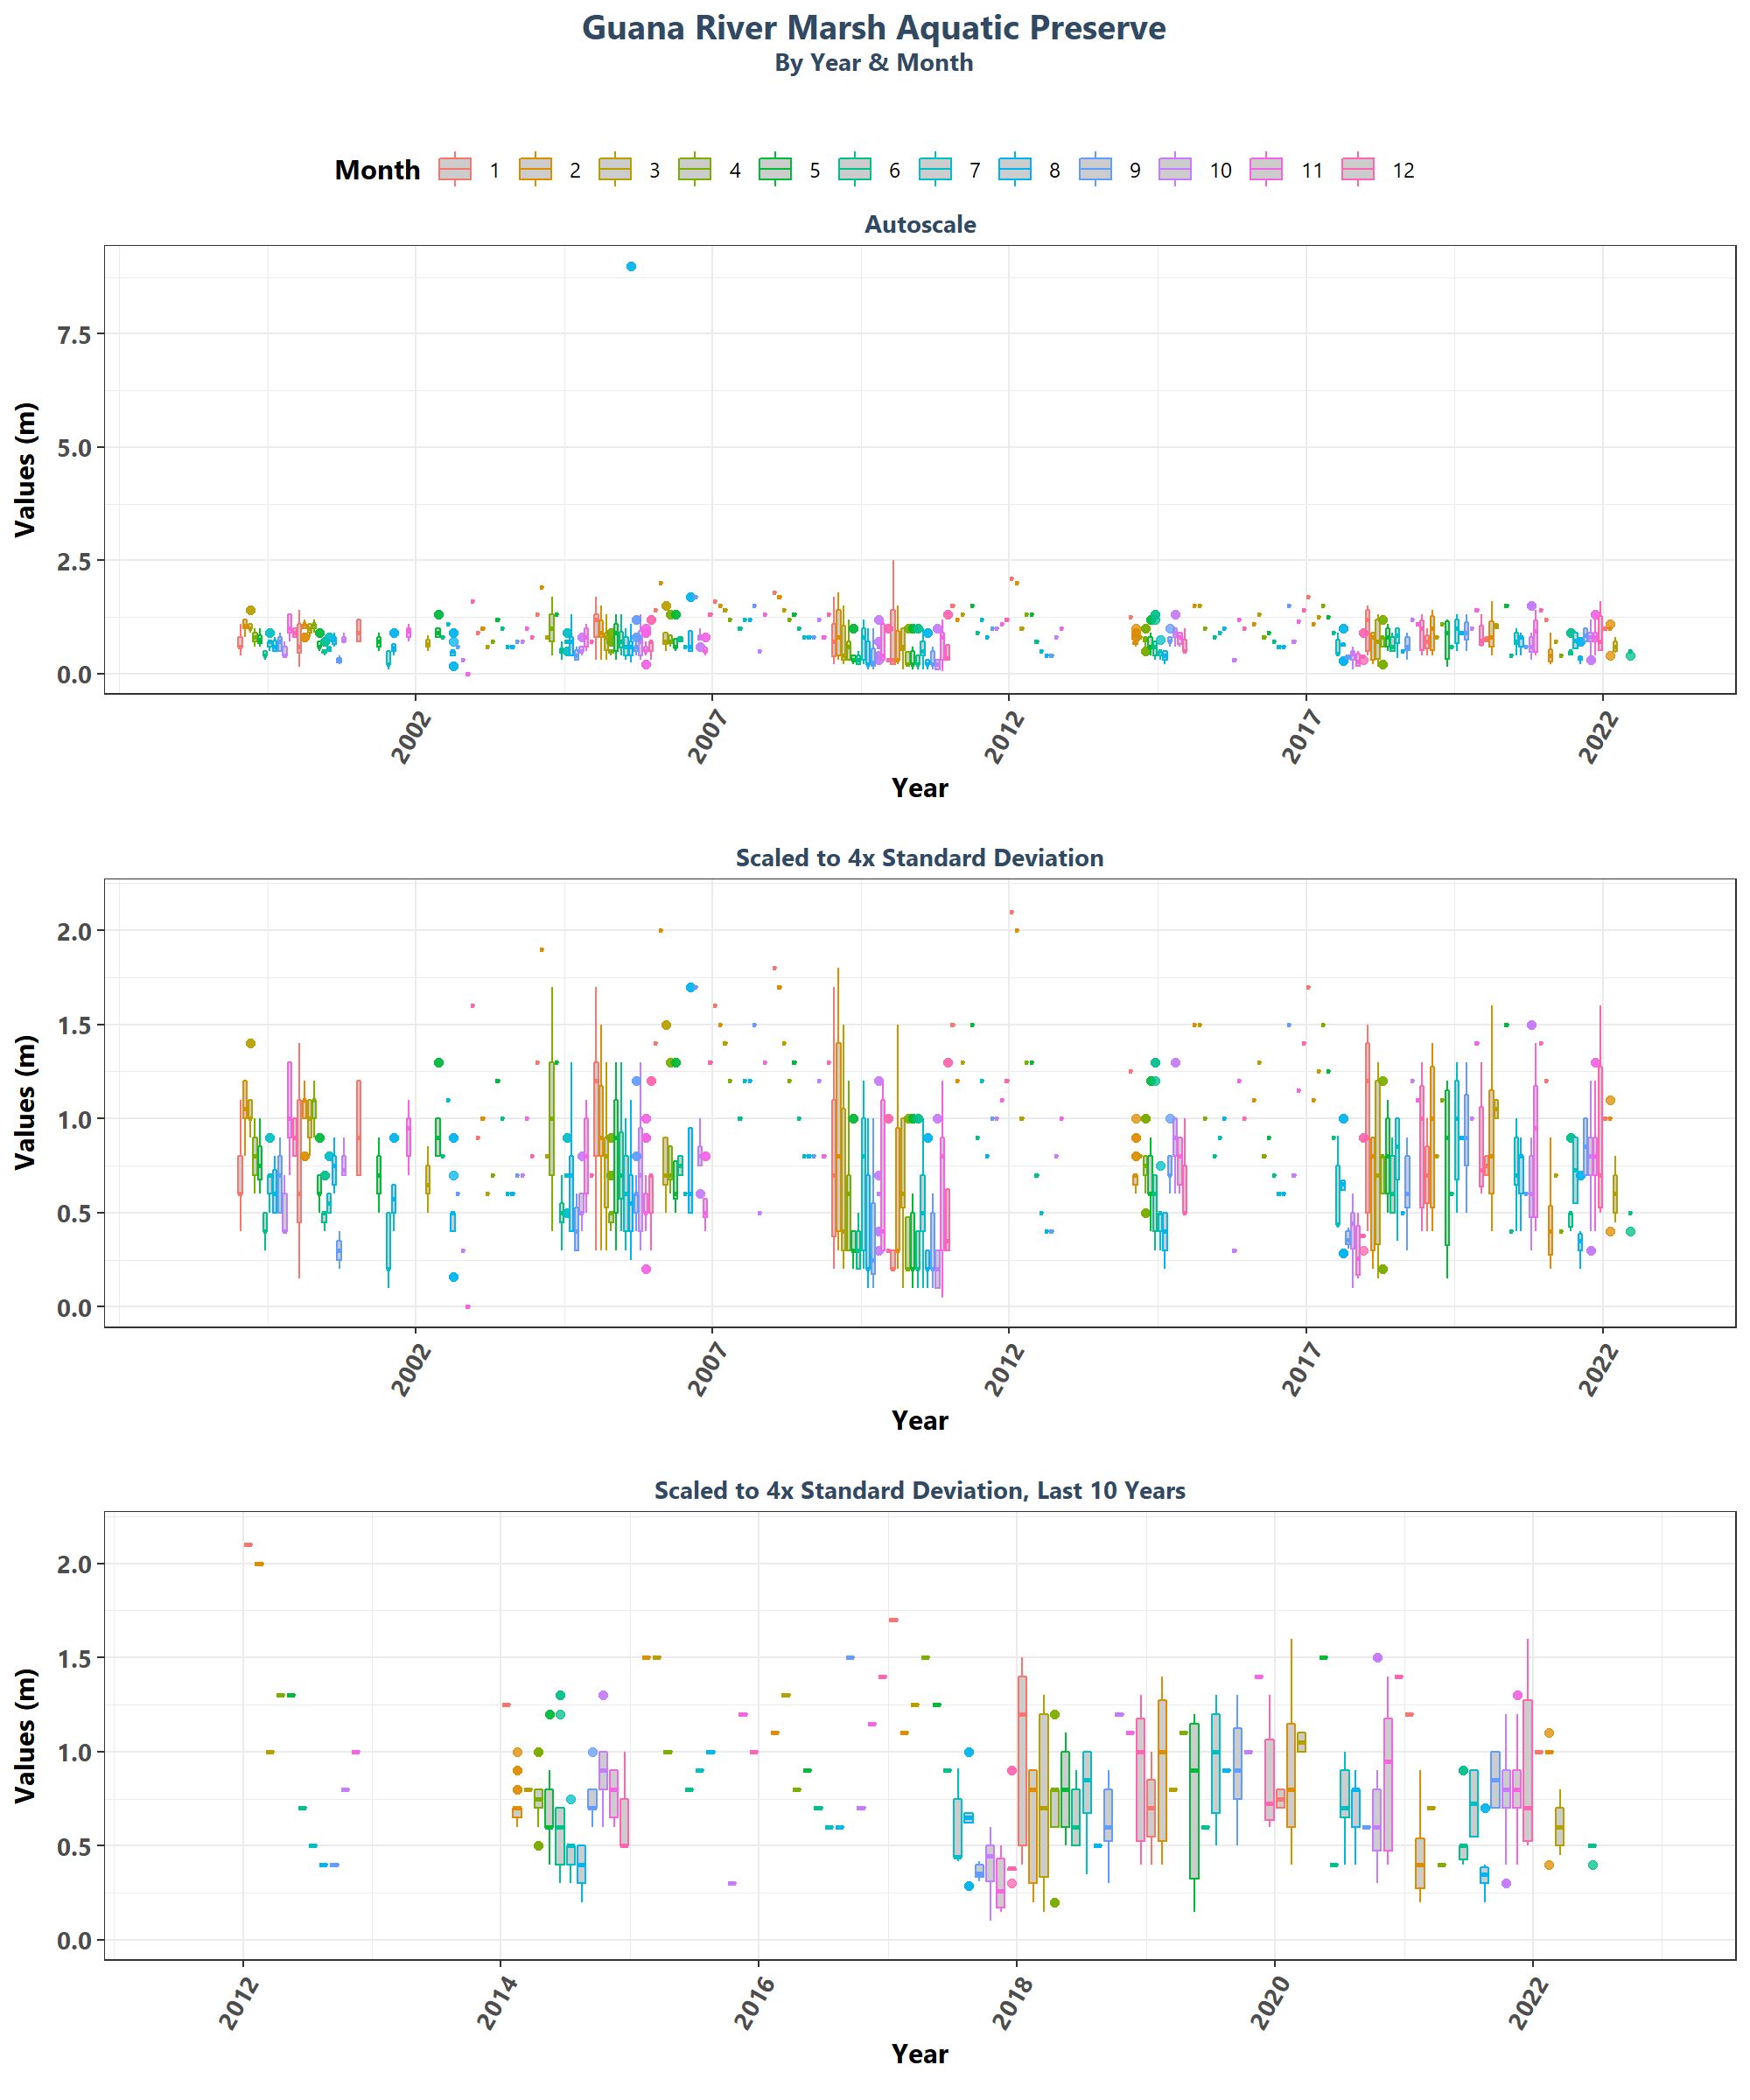 Guana River Marsh Aquatic Preserve
By Year & Month
Month 1 2 3 4 5 6 7 8 9 10 11 12
Autoscale
Values (m)
7.5
5.0
2.5
0.0
2002 2007 2012 2017 2022
Year
Scaled to 4x Standard Deviation
Values (m)
2.0
1.5
1.0
0.5
0.0
2002 2007 2012 2017 2022
Year
Scaled to 4x Standard Deviation, Last 10 Years
Values (m)
2.0
1.5
1.0
0.5
0.0
2012 2014 2016 2018 2020 2022
Year